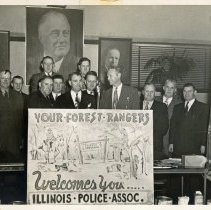 YOUR·FOREST·RANGERS
Welcomes You.....
ILLINOIS·POLICE·ASSOC.